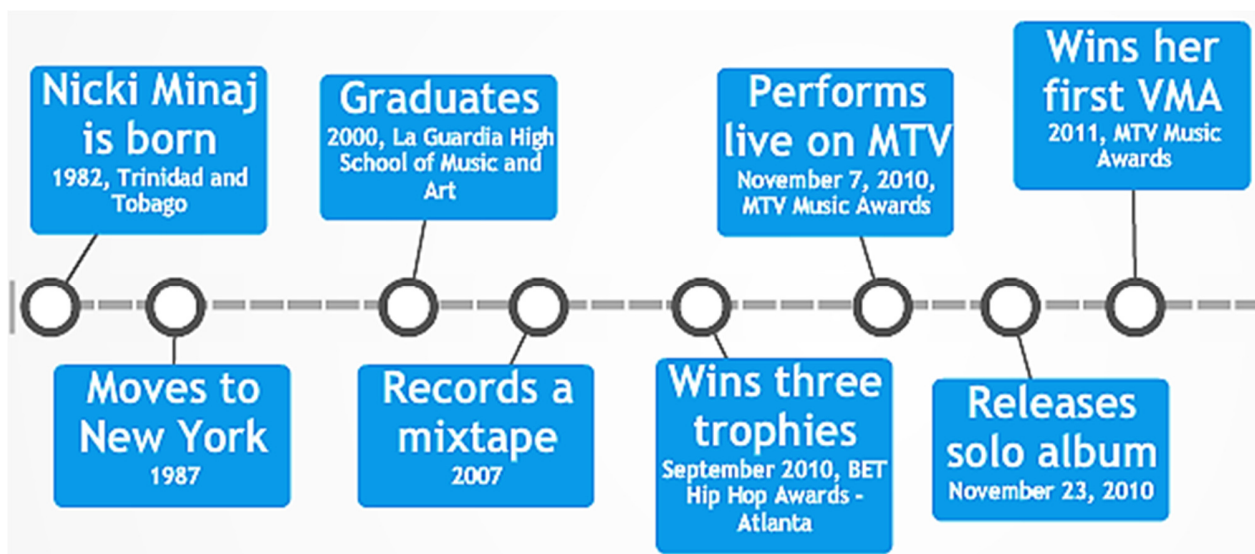 Nicki Minaj
is born
1982, Trinidad and
Tobago
Moves to
New York
1987
Graduates
2000, La Guardia High
School of Music and
Art
Records a
mixtape
2007
Wins three
trophies
September 2010, BET
Hip Hop Awards -
Atlanta
Performs
live on MTV
November 7, 2010,
MTV Music Awards
Releases
solo album
November 23, 2010
Wins her
first VMA
2011, MTV Music
Awards